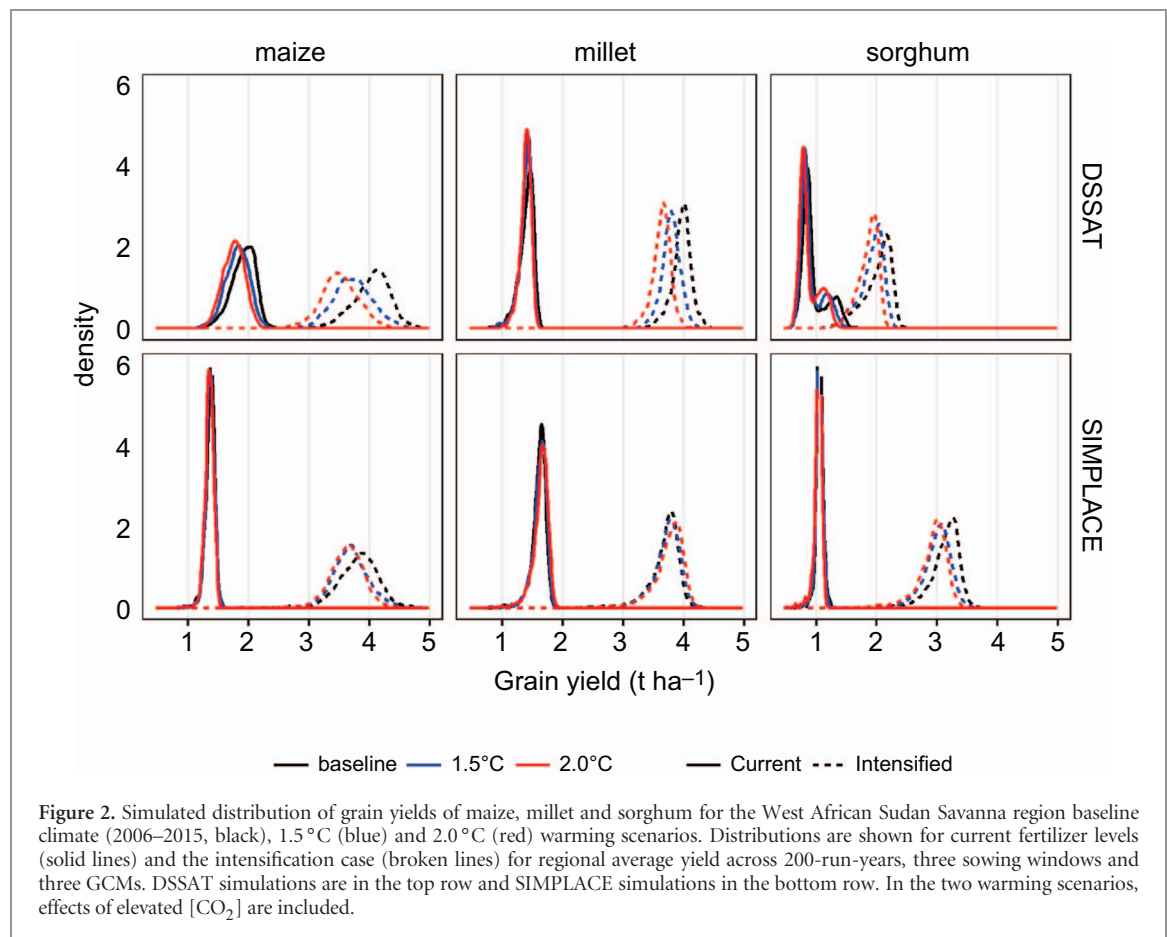 maize millet sorghum
6
4
2
0
DSSAT
density
6
4
2
0
SIMPLACE
1 2 3 4 5 1 2 3 4 5 1 2 3 4 5
Grain yield (t ha–1)
baseline 1.5°C 2.0°C Current Intensified
Figure 2. Simulated distribution of grain yields of maize, millet and sorghum for the West African Sudan Savanna region baseline
climate (2006–2015, black), 1.5 °C (blue) and 2.0 °C (red) warming scenarios. Distributions are shown for current fertilizer levels
(solid lines) and the intensification case (broken lines) for regional average yield across 200-run-years, three sowing windows and
three GCMs. DSSAT simulations are in the top row and SIMPLACE simulations in the bottom row. In the two warming scenarios,
effects of elevated [CO2] are included.